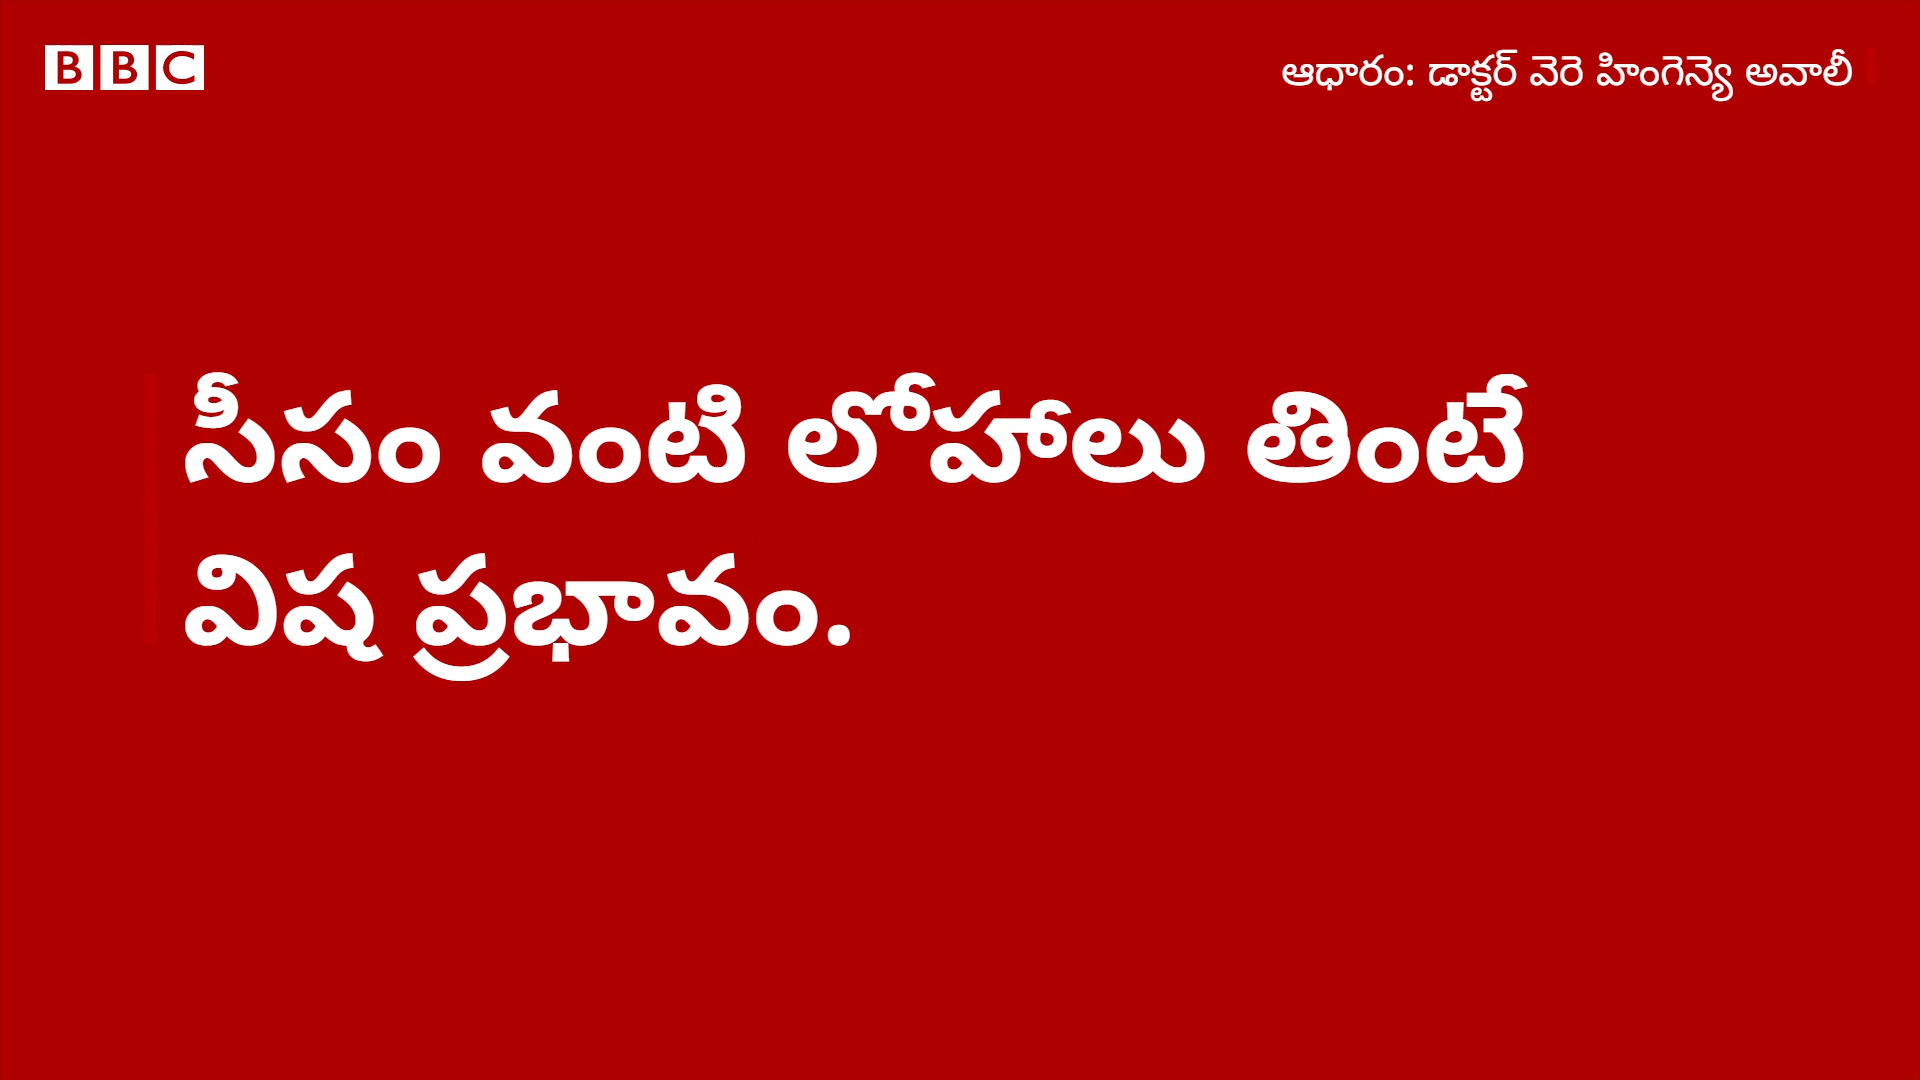 BBC
ఆధారం: డాక్టర్ వెరె హింగెన్యె అవాలీ
సీసం వంటి లోహాలు తింటే
విష ప్రభావం.